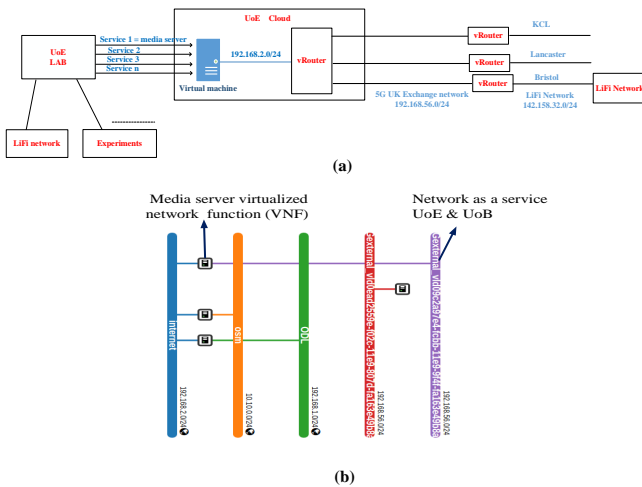 UoE Cloud
KCL
Service 1 = media server
vRouter
UoE
LAB
Service 2
192.168.2.0/24
vRouter
Lancaster
Service 3
vRouter
Service n
Bristol
vRouter
Virtual machine
5G UK Exchange network
192.168.56.0/24
LiFi Network
142.158.32.0/24
LiFi Network
LiFi network
Experiments
(a)
Media server virtualized
network function (VNF)
Network as a service
UoE & UoB
internet
192.168.2.0/24
osm
10.10.0.0/24
ODL
192.168.1.0/24
192.168.56.0/24
192.168.56.0/24
(b)